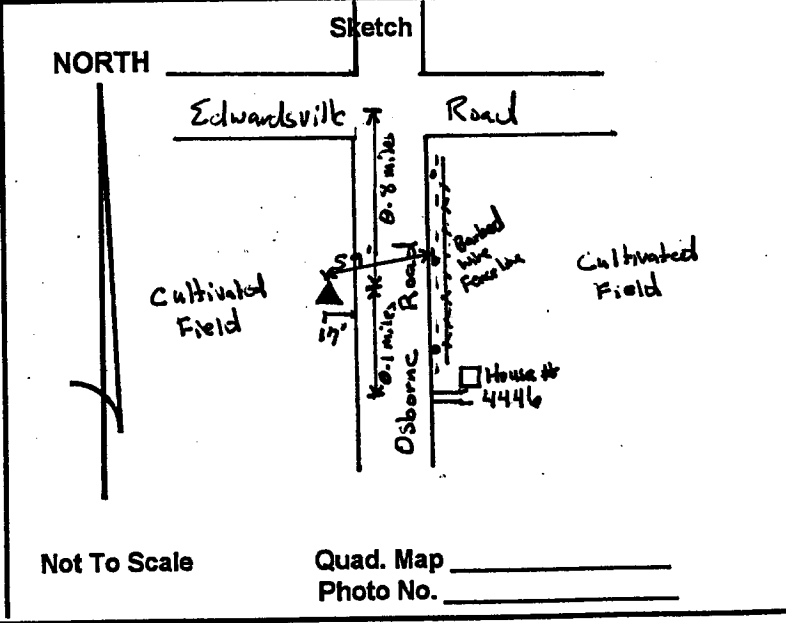 Sketch
NORTH
Edwardsville Road
0.8 miles
59'
Barbed
wire
Fence line
Cultivated
Field
Cultivated
Field
17'
0.1 miles
Osborne Road
House #
4446
Not To Scale
Quad. Map
Photo No.